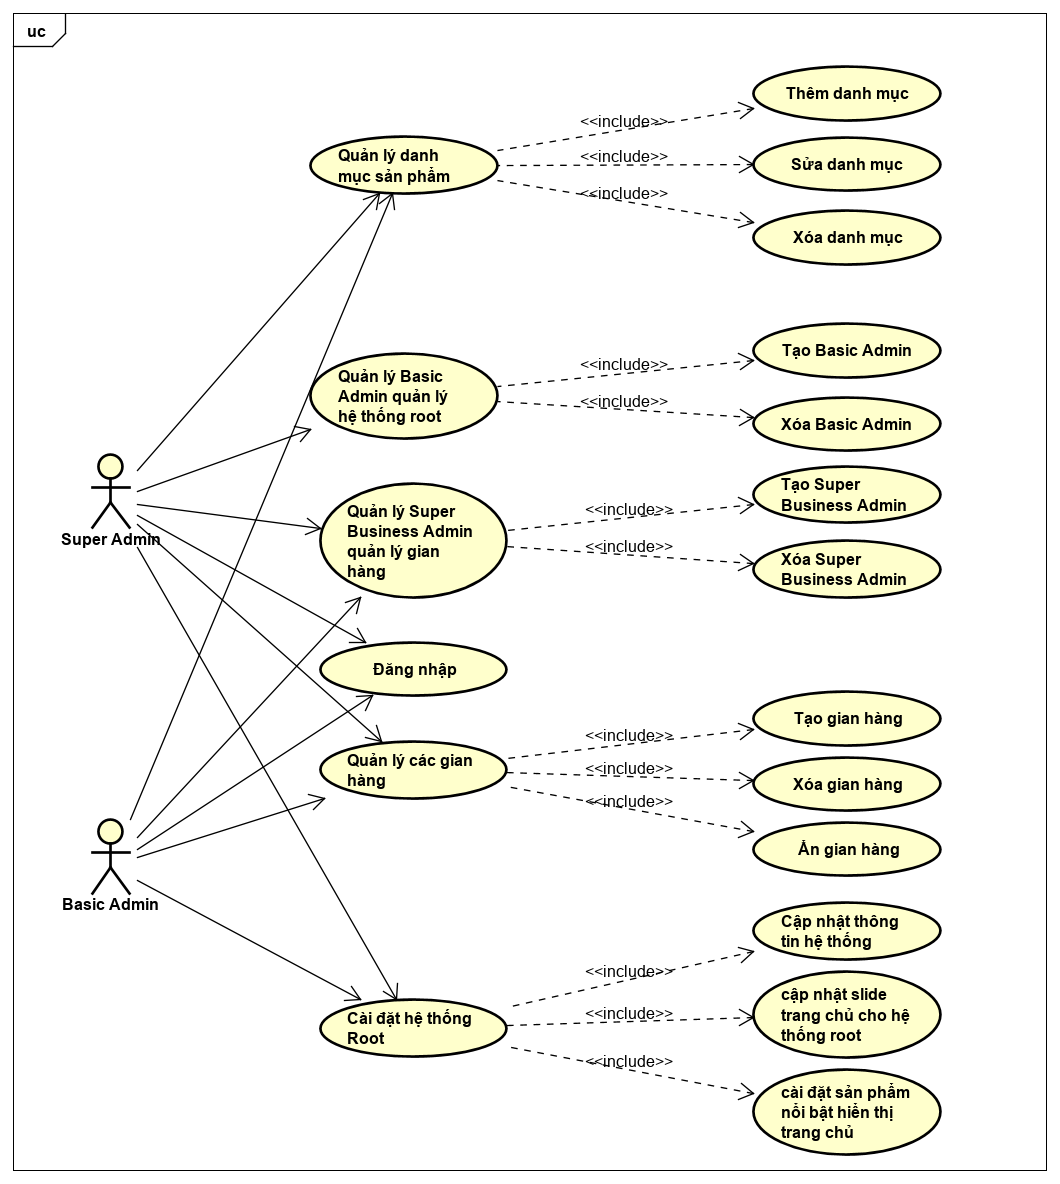 uc
Thêm danh mục
<<include>>
Quản lý danh
mục sản phẩm
<<include>>
Sửa danh mục
<<include>>
Xóa danh mục
Tạo Basic Admin
<<include>>
Quản lý Basic
Admin quản lý
hệ thống root
<<include>>
Xóa Basic Admin
Tạo Super
Business Admin
<<include>>
Quản lý Super
Business Admin
quản lý gian
hàng
<<include>>
Xóa Super
Business Admin
Super Admin
Đăng nhập
Tạo gian hàng
<<include>>
Quản lý các gian
hàng
<<include>>
Xóa gian hàng
<<include>>
Ẩn gian hàng
Basic Admin
Cập nhật thông
tin hệ thống
<<include>>
Cài đặt hệ thống
Root
<<include>>
cập nhật slide
trang chủ cho hệ
thống root
<<include>>
cài đặt sản phẩm
nổi bật hiển thị
trang chủ